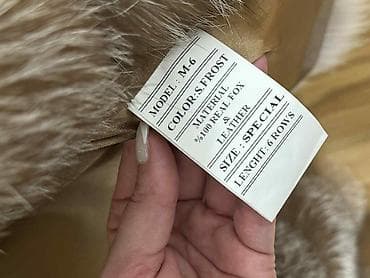 MODEL : M-6
COLOR:S.FROST
MATERIAL
%100 REAL FOX
&
LEATHER
SIZE : SPECIAL
LENGHT: 6 ROWS